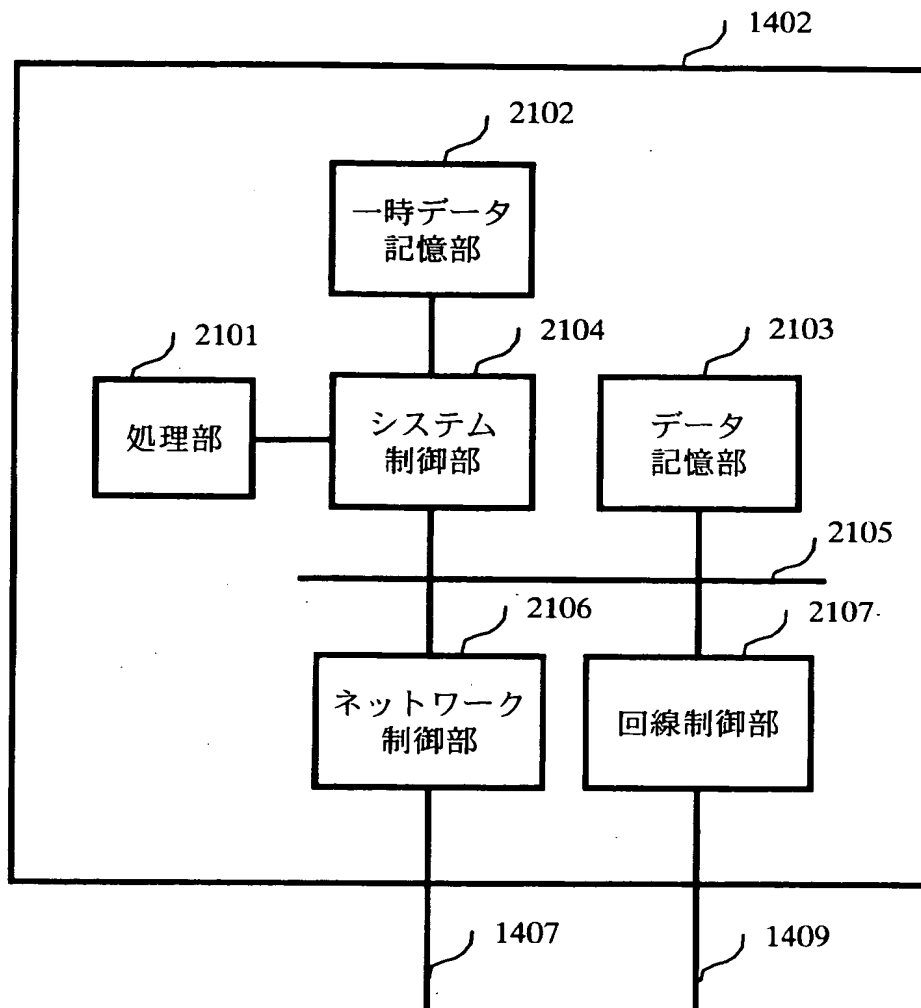 1402
2102
一時データ
記憶部
2101
2104
2103
処理部
システム
制御部
データ
記憶部
2105
2106
2107
ネットワーク
制御部
回線制御部
1407
1409